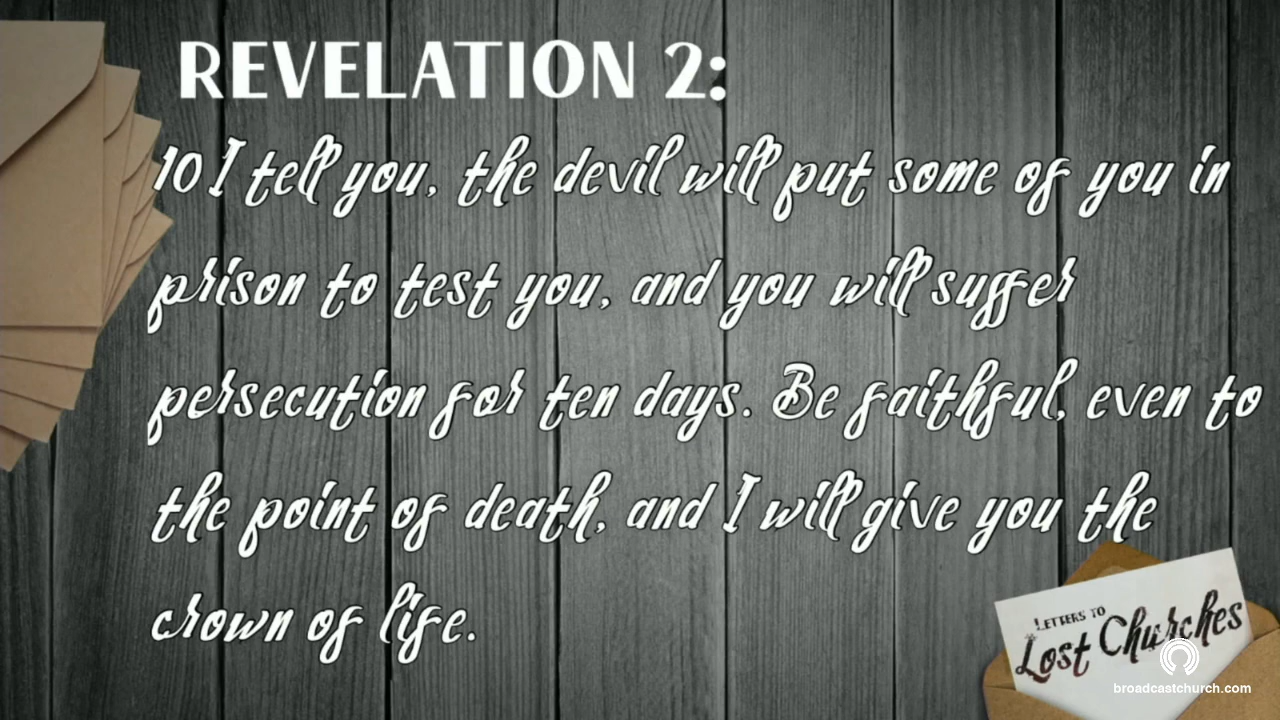 REVELATION 2:
10 I tell you, the devil will put some of you in
prison to test you, and you will suffer
persecution for ten days. Be faithful, even to
the point of death, and I will give you the
crown of life.
LETTERS TO
Lost Churches
broadcastchurch.com